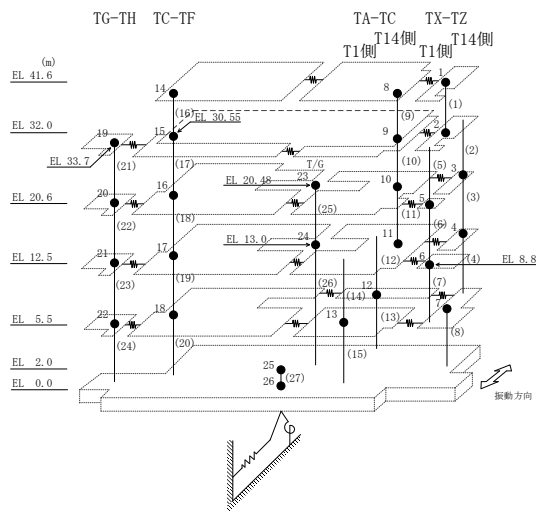 TG-TH TC-TF TA-TC TX-TZ
T1側 T14側 T1側 T14側
(m)
EL 41.6
14 8 1
(16) EL 30.55 (9) (1)
EL 32.0
19 15 9 2
EL 33.7 (21) (17) (10) (2)
T/G
EL 20.6
20 16 EL 20.48 23 10 (5) 3
(22) (18) (25) (11) 5 (3)
EL 12.5
21 17 EL 13.0 24 11 (6) 4
(23) (19) (12) 6 (4) EL 8.8
EL 5.5
22 18 (26) (14) 12 (7)
(24) (20) 13 (13) 7 (8)
(15)
EL 2.0
25
EL 0.0
26 (27)
振動方向